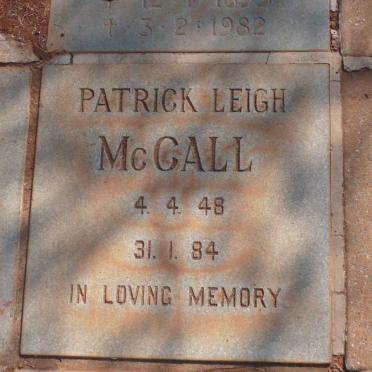 ✝ 3·2·1982
PATRICK LEIGH
McCALL
4. 4. 48
31. 1. 84
IN LOVING MEMORY